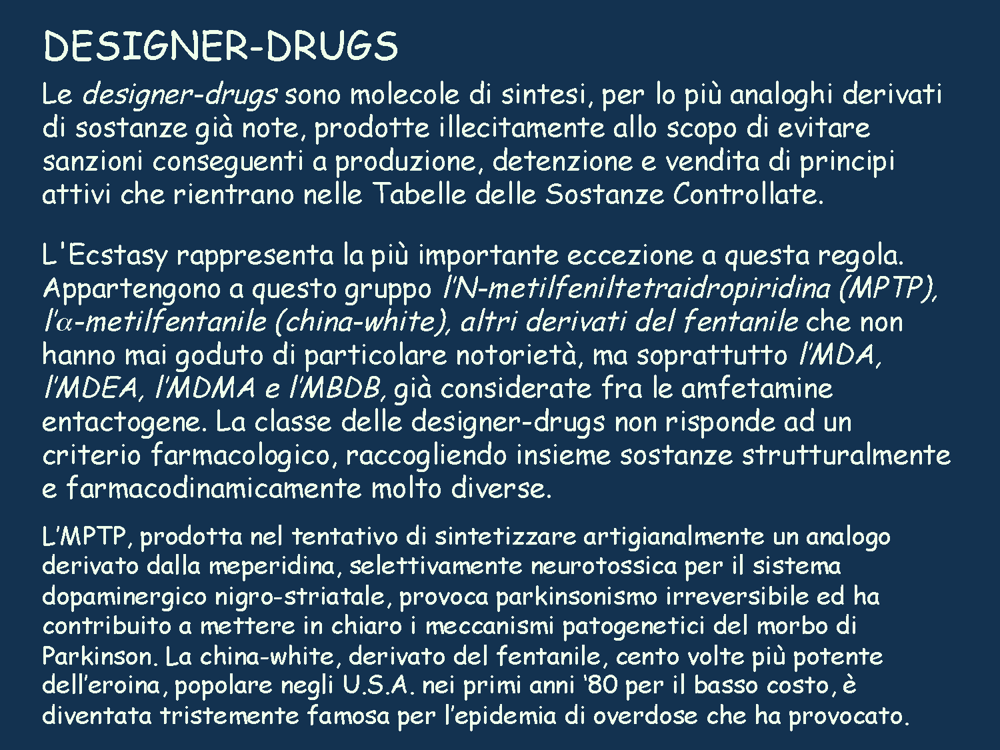 DESIGNER-DRUGS
Le designer-drugs sono molecole di sintesi, per lo più analoghi derivati
di sostanze già note, prodotte illecitamente allo scopo di evitare
sanzioni conseguenti a produzione, detenzione e vendita di principi
attivi che rientrano nelle Tabelle delle Sostanze Controllate.
L'Ecstasy rappresenta la più importante eccezione a questa regola.
Appartengono a questo gruppo l’N-metilfeniltetraidropiridina (MPTP),
l’α-metilfentanile (china-white), altri derivati del fentanile che non
hanno mai goduto di particolare notorietà, ma soprattutto l’MDA,
l’MDEA, l’MDMA e l’MBDB, già considerate fra le amfetamine
entactogene. La classe delle designer-drugs non risponde ad un
criterio farmacologico, raccogliendo insieme sostanze strutturalmente
e farmacodinamicamente molto diverse.
L’MPTP, prodotta nel tentativo di sintetizzare artigianalmente un analogo
derivato dalla meperidina, selettivamente neurotossica per il sistema
dopaminergico nigro-striatale, provoca parkinsonismo irreversibile ed ha
contribuito a mettere in chiaro i meccanismi patogenetici del morbo di
Parkinson. La china-white, derivato del fentanile, cento volte più potente
dell’eroina, popolare negli U.S.A. nei primi anni ‘80 per il basso costo, è
diventata tristemente famosa per l’epidemia di overdose che ha provocato.